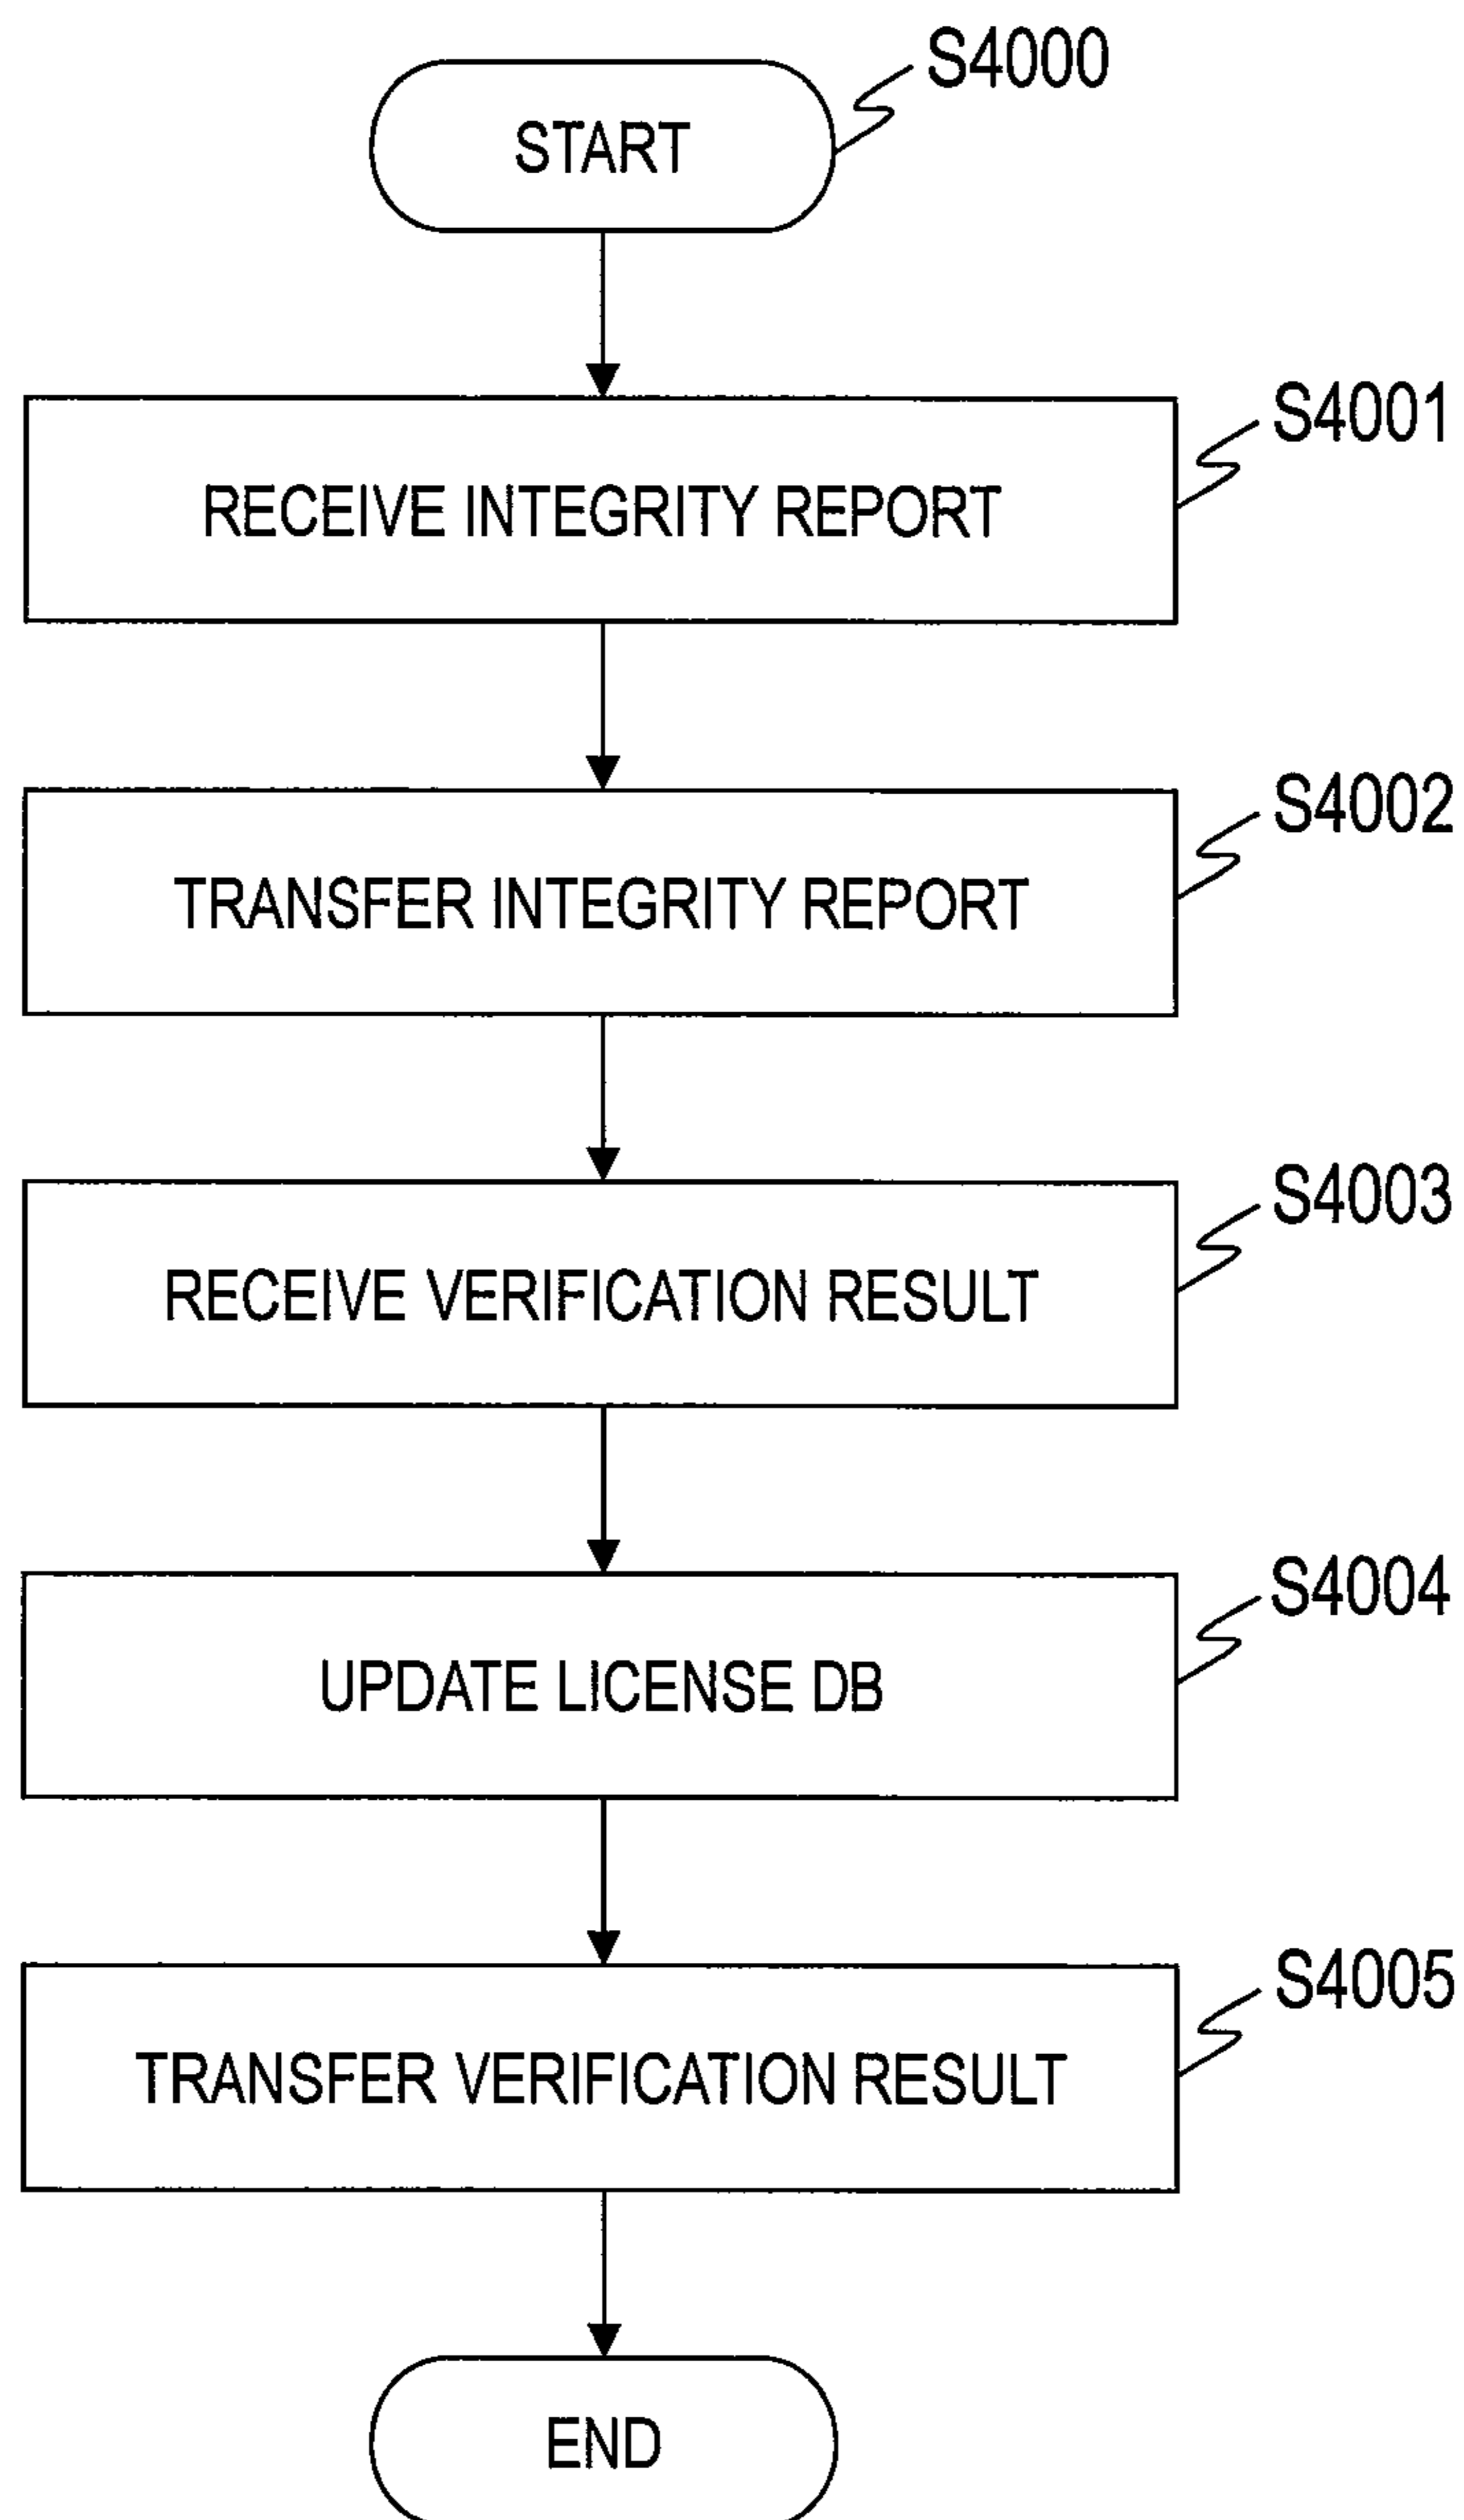 S4000
START
S4001
RECEIVE INTEGRITY REPORT
S4002
TRANSFER INTEGRITY REPORT
S4003
RECEIVE VERIFICATION RESULT
S4004
UPDATE LICENSE DB
S4005
TRANSFER VERIFICATION RESULT
END